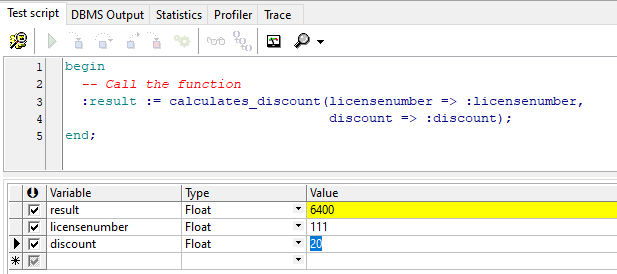 Test script DBMS Output Statistics Profiler Trace
1 begin
2 -- Call the function
3 :result := calculates_discount(licensenumber => :licensenumber,
4 discount => :discount);
5 end;
Variable Type Value
result Float 6400
licensenumber Float 111
discount Float 20